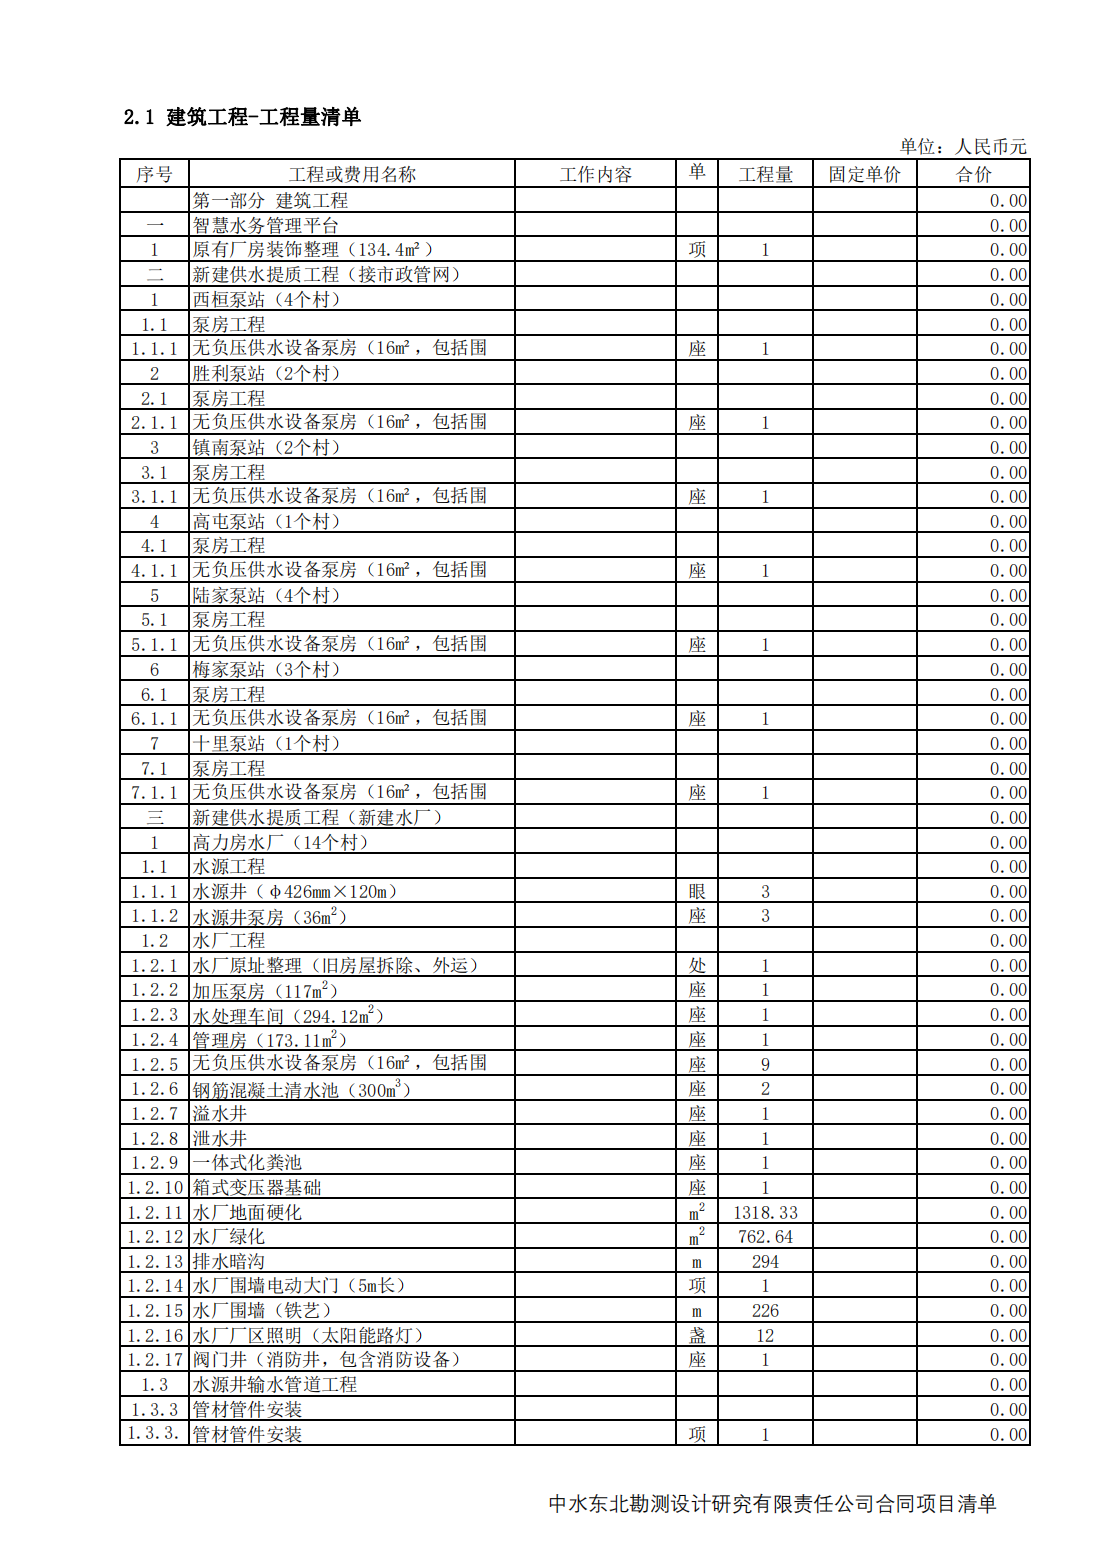 2.1 建筑工程-工程量清单
单位：人民币元
序号 工程或费用名称 工作内容 单 工程量 固定单价 合价
第一部分 建筑工程 0.00
一 智慧水务管理平台 0.00
1 原有厂房装饰整理（134.4m²） 项 1 0.00
二 新建供水提质工程（接市政管网） 0.00
1 西桓泵站（4个村） 0.00
1.1 泵房工程 0.00
1.1.1 无负压供水设备泵房（16m²，包括围 座 1 0.00
2 胜利泵站（2个村） 0.00
2.1 泵房工程 0.00
2.1.1 无负压供水设备泵房（16m²，包括围 座 1 0.00
3 镇南泵站（2个村） 0.00
3.1 泵房工程 0.00
3.1.1 无负压供水设备泵房（16m²，包括围 座 1 0.00
4 高屯泵站（1个村） 0.00
4.1 泵房工程 0.00
4.1.1 无负压供水设备泵房（16m²，包括围 座 1 0.00
5 陆家泵站（4个村） 0.00
5.1 泵房工程 0.00
5.1.1 无负压供水设备泵房（16m²，包括围 座 1 0.00
6 梅家泵站（3个村） 0.00
6.1 泵房工程 0.00
6.1.1 无负压供水设备泵房（16m²，包括围 座 1 0.00
7 十里泵站（1个村） 0.00
7.1 泵房工程 0.00
7.1.1 无负压供水设备泵房（16m²，包括围 座 1 0.00
三 新建供水提质工程（新建水厂） 0.00
1 高力房水厂（14个村） 0.00
1.1 水源工程 0.00
1.1.1 水源井（φ426mm×120m） 眼 3 0.00
1.1.2 水源井泵房（36m²） 座 3 0.00
1.2 水厂工程 0.00
1.2.1 水厂原址整理（旧房屋拆除、外运） 处 1 0.00
1.2.2 加压泵房（117m²） 座 1 0.00
1.2.3 水处理车间（294.12m²） 座 1 0.00
1.2.4 管理房（173.11m²） 座 1 0.00
1.2.5 无负压供水设备泵房（16m²，包括围 座 9 0.00
1.2.6 钢筋混凝土清水池（300m³） 座 2 0.00
1.2.7 溢水井 座 1 0.00
1.2.8 泄水井 座 1 0.00
1.2.9 一体式化粪池 座 1 0.00
1.2.10 箱式变压器基础 座 1 0.00
1.2.11 水厂地面硬化 m² 1318.33 0.00
1.2.12 水厂绿化 m² 762.64 0.00
1.2.13 排水暗沟 m 294 0.00
1.2.14 水厂围墙电动大门（5m长） 项 1 0.00
1.2.15 水厂围墙（铁艺） m 226 0.00
1.2.16 水厂厂区照明（太阳能路灯） 盏 12 0.00
1.2.17 阀门井（消防井，包含消防设备） 座 1 0.00
1.3 水源井输水管道工程 0.00
1.3.3 管材管件安装 0.00
1.3.3. 管材管件安装 项 1 0.00
中水东北勘测设计研究有限责任公司合同项目清单